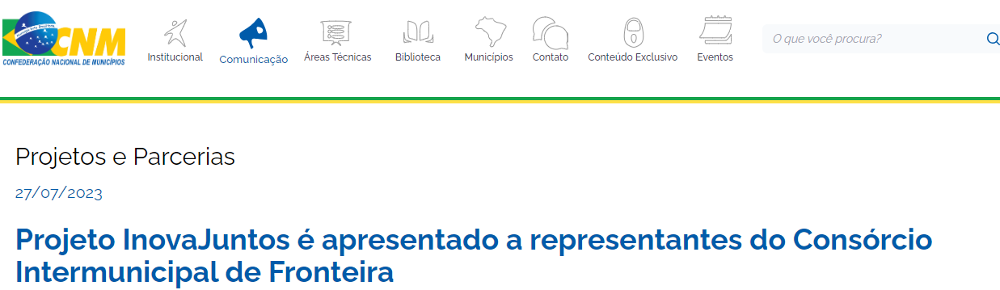 CNM
CONFEDERAÇÃO NACIONAL DE MUNICÍPIOS
Institucional
Comunicação
Áreas Técnicas
Biblioteca
Municípios
Contato
Conteúdo Exclusivo
Eventos
O que você procura?
Projetos e Parcerias
27/07/2023
Projeto InovaJuntos é apresentado a representantes do Consórcio
Intermunicipal de Fronteira